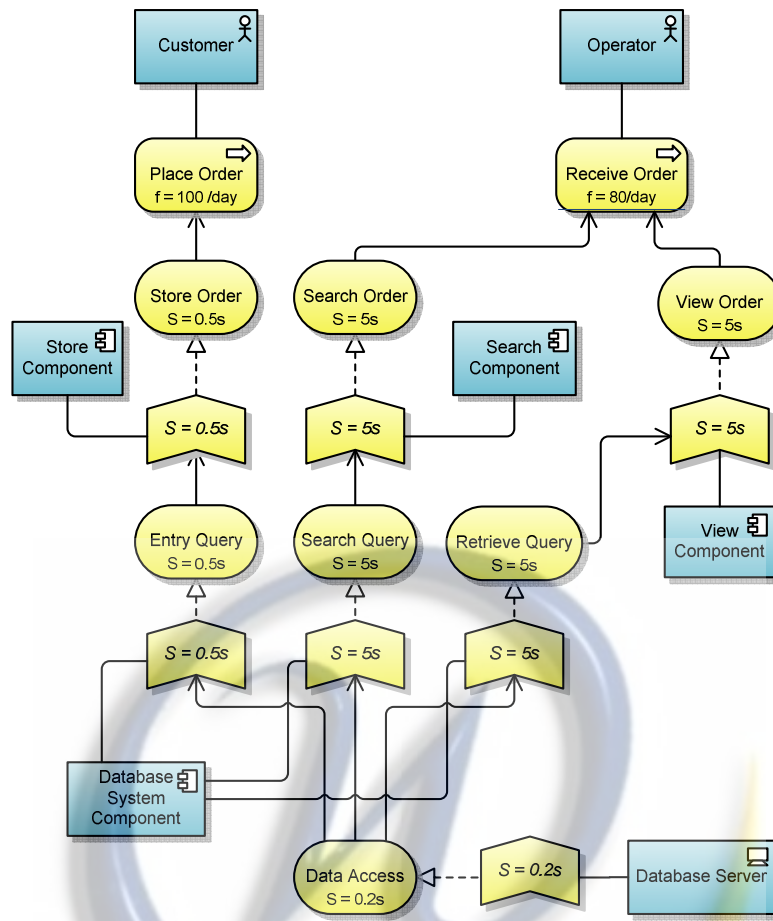 Customer
Operator
Place Order
f = 100 /day
Receive Order
f = 80/day
Store Order
S = 0.5s
Search Order
S = 5s
View Order
S = 5s
Store
Component
Search
Component
S = 0.5s
S = 5s
S = 5s
Entry Query
S = 0.5s
Search Query
S = 5s
Retrieve Query
S = 5s
View
Component
S = 0.5s
S = 5s
S = 5s
Database
System
Component
Data Access
S = 0.2s
S = 0.2s
Database Server